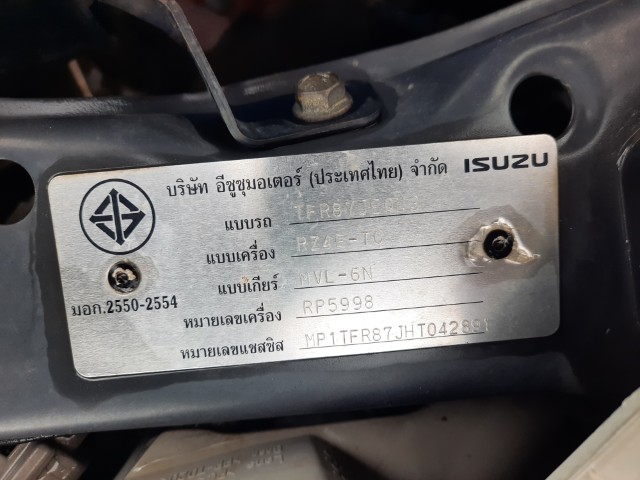 บริษัท อีซูซุมอเตอร์ (ประเทศไทย) จำกัด ISUZU
แบบรถ
แบบเครื่อง RZ4E-TC
แบบเกียร์ MVL-6N
มอก.2550-2554
หมายเลขเครื่อง RP5998
หมายเลขแชสซิส